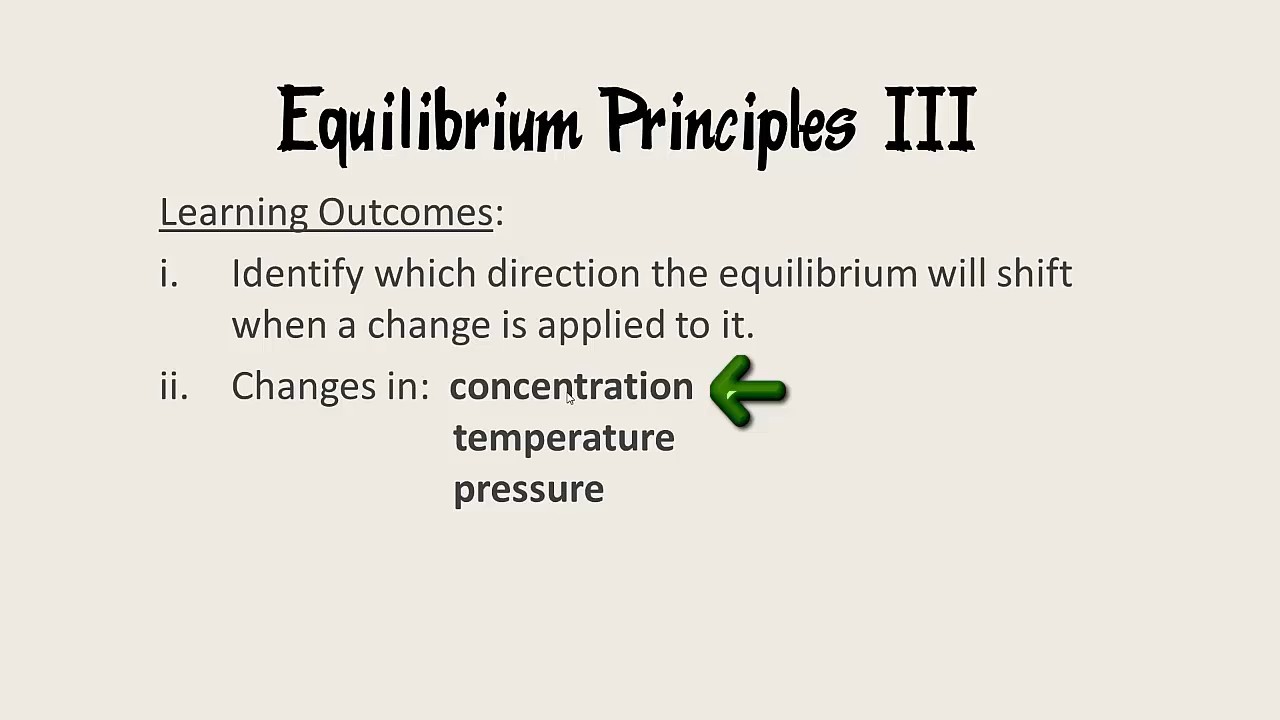 Equilibrium Principles III
Learning Outcomes:
i. Identify which direction the equilibrium will shift
when a change is applied to it.
ii. Changes in: concentration
temperature
pressure